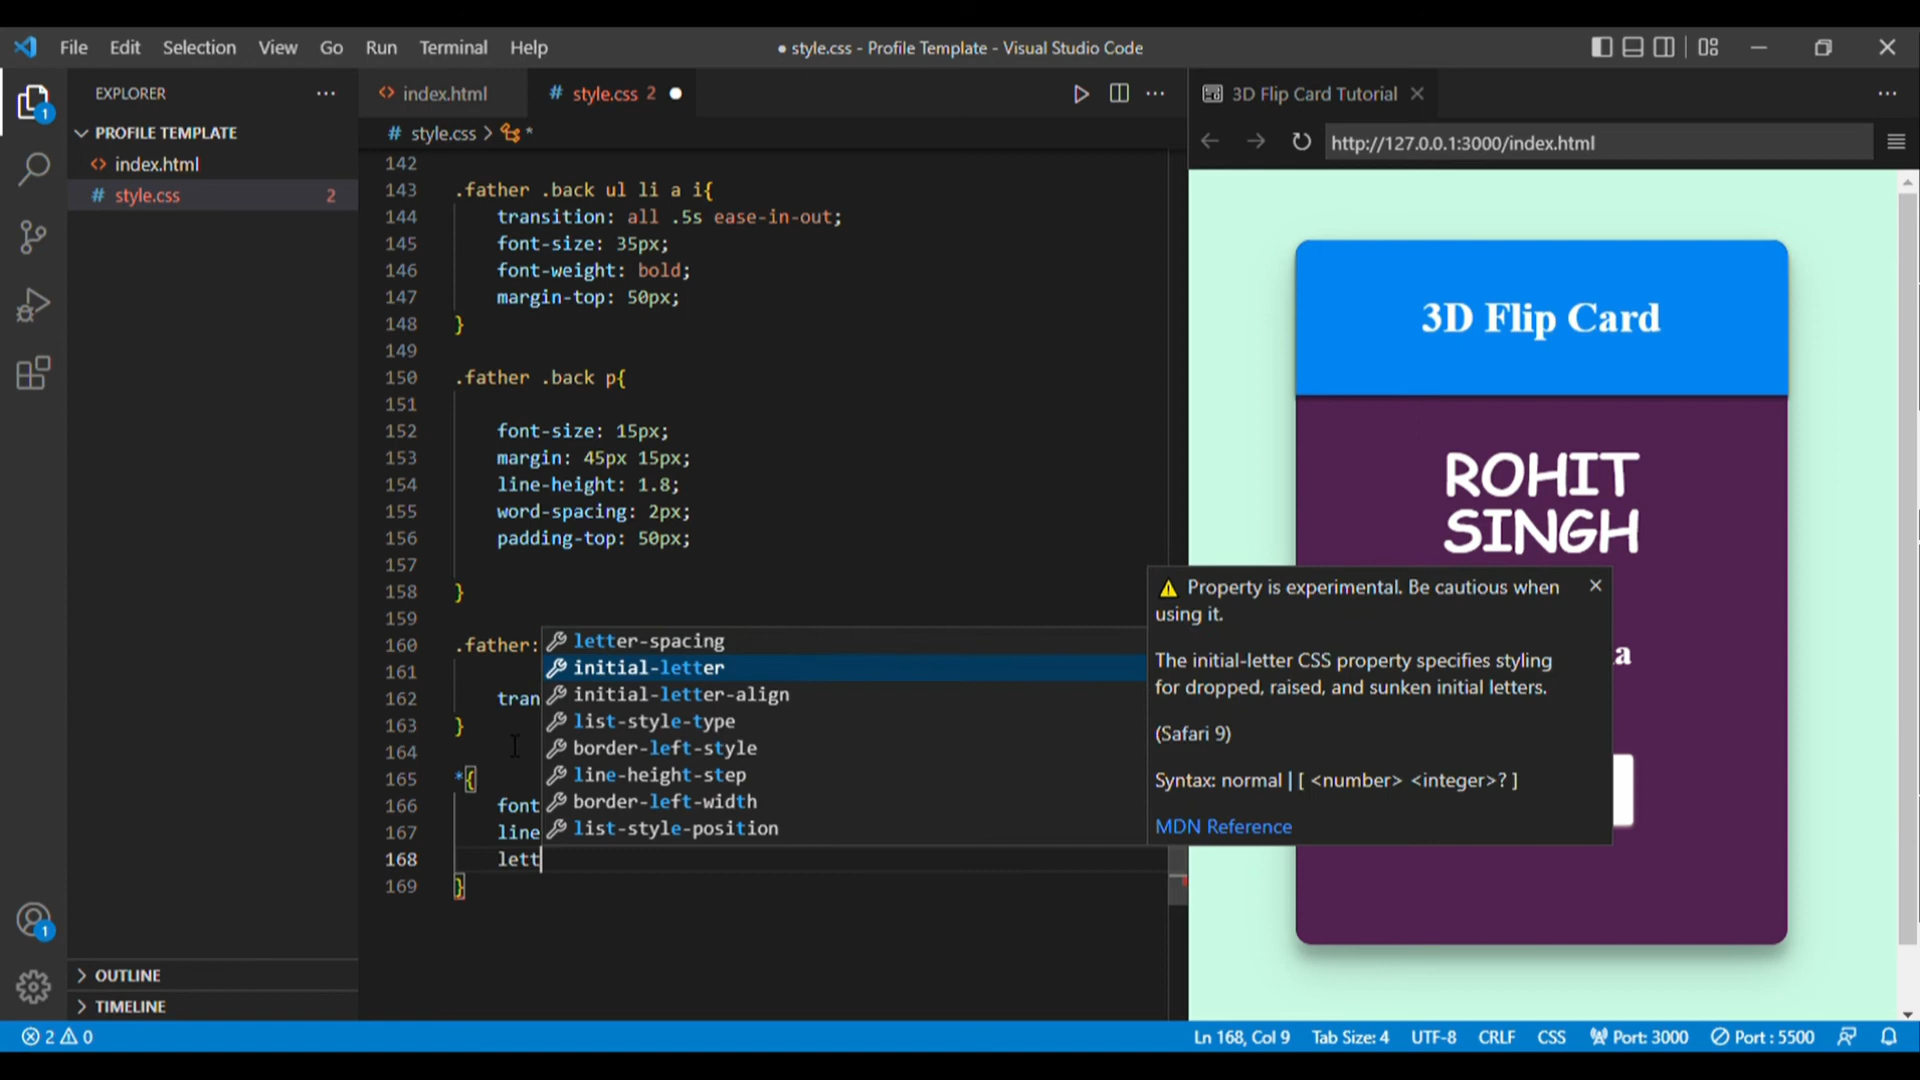 File Edit Selection View Go Run Terminal Help
● style.css - Profile Template - Visual Studio Code
EXPLORER
PROFILE TEMPLATE
index.html
style.css 2
1
1
OUTLINE
TIMELINE
index.html
style.css 2
style.css > *
142
143 .father .back ul li a i{
144 transition: all .5s ease-in-out;
145 font-size: 35px;
146 font-weight: bold;
147 margin-top: 50px;
148 }
149
150 .father .back p{
151
152 font-size: 15px;
153 margin: 45px 15px;
154 line-height: 1.8;
155 word-spacing: 2px;
156 padding-top: 50px;
157
158 }
159
160 .father:
161
162 tran
163 }
164
165 *{
166 font
167 line
168 lett
169 }
letter-spacing
initial-letter
initial-letter-align
list-style-type
border-left-style
line-height-step
border-left-width
list-style-position
⚠ Property is experimental. Be cautious when
using it.
The initial-letter CSS property specifies styling
for dropped, raised, and sunken initial letters.
(Safari 9)
Syntax: normal | [ <number> <integer>? ]
MDN Reference
3D Flip Card Tutorial
http://127.0.0.1:3000/index.html
3D Flip Card
ROHIT
SINGH
a
2 0
Ln 168, Col 9 Tab Size: 4 UTF-8 CRLF CSS Port: 3000 Port : 5500